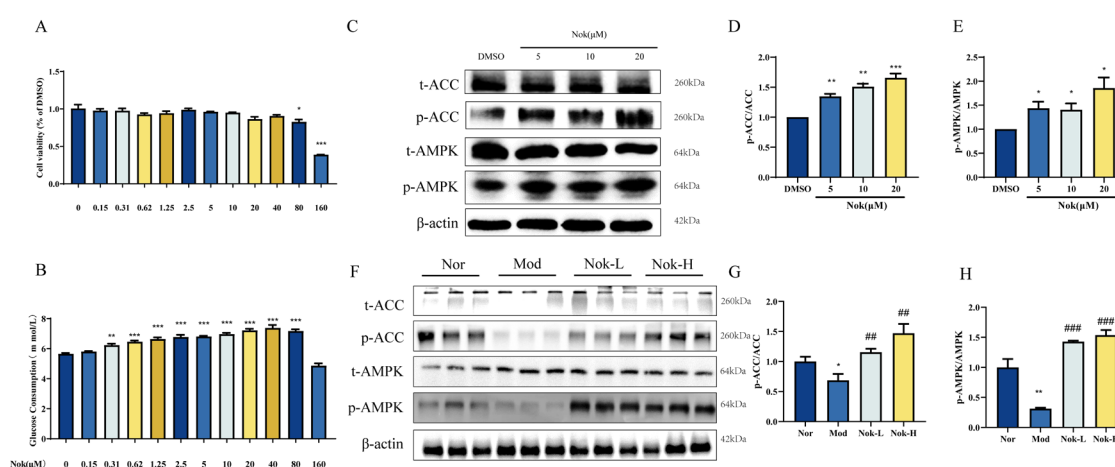 A
Cell viability (% of DMSO)
1.5
1.0
0.5
0.0
*
***
0 0.15 0.31 0.62 1.25 2.5 5 10 20 40 80 160
B
Glucose Consumption ( m mmol/L)
8
6
4
2
0
** *** *** *** *** *** *** *** ***
Nok(μM) 0 0.15 0.31 0.62 1.25 2.5 5 10 20 40 80 160
C
Nok(μM)
DMSO 5 10 20
t-ACC 260kDa
p-ACC 260kDa
t-AMPK 64kDa
p-AMPK 64kDa
β-actin 42kDa
D
p-ACC/ACC
2.0
1.5
1.0
0.5
0.0
** ** ***
DMSO 5 10 20
Nok(μM)
E
p-AMPK/AMPK
2.5
2.0
1.5
1.0
0.5
0.0
* * *
DMSO 5 10 20
Nok(μM)
F
Nor Mod Nok-L Nok-H
t-ACC 260kDa
p-ACC 260kDa
t-AMPK 64kDa
p-AMPK 64kDa
β-actin 42kDa
G
p-ACC/ACC
2.0
1.5
1.0
0.5
0.0
* ## ##
Nor Mod Nok-L Nok-H
H
p-AMPK/AMPK
2.0
1.5
1.0
0.5
0.0
** ### ###
Nor Mod Nok-L